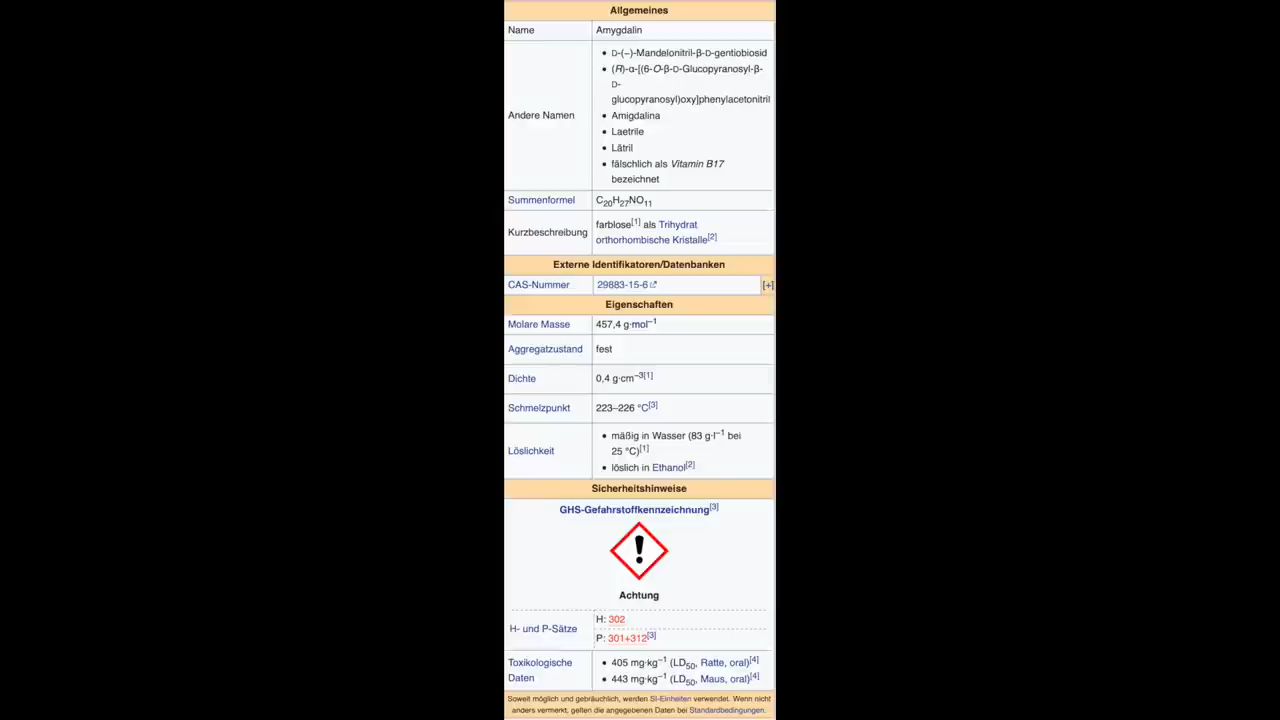 Allgemeines
Name Amygdalin
Andere Namen
• D-(−)-Mandelonitril-β-D-gentiobiosid
• (R)-α-[(6-O-β-D-Glucopyranosyl-β-
D-
glucopyranosyl)oxy]phenylacetonitril
• Amigdalina
• Laetrile
• Lätril
• fälschlich als Vitamin B17
bezeichnet
Summenformel C20H27NO11
Kurzbeschreibung
farblose[1] als Trihydrat
orthorhombische Kristalle[2]
Externe Identifikatoren/Datenbanken
CAS-Nummer 29883-15-6 [+]
Eigenschaften
Molare Masse 457,4 g·mol−1
Aggregatzustand fest
Dichte 0,4 g·cm−3[1]
Schmelzpunkt 223–226 °C[3]
Löslichkeit
• mäßig in Wasser (83 g·l−1 bei
25 °C)[1]
• löslich in Ethanol[2]
Sicherheitshinweise
GHS-Gefahrstoffkennzeichnung[3]
Achtung
H- und P-Sätze
H: 302
P: 301+312[3]
Toxikologische
Daten
• 405 mg·kg−1 (LD50, Ratte, oral)[4]
• 443 mg·kg−1 (LD50, Maus, oral)[4]
Soweit möglich und gebräuchlich, werden SI-Einheiten verwendet. Wenn nicht
anders vermerkt, gelten die angegebenen Daten bei Standardbedingungen.